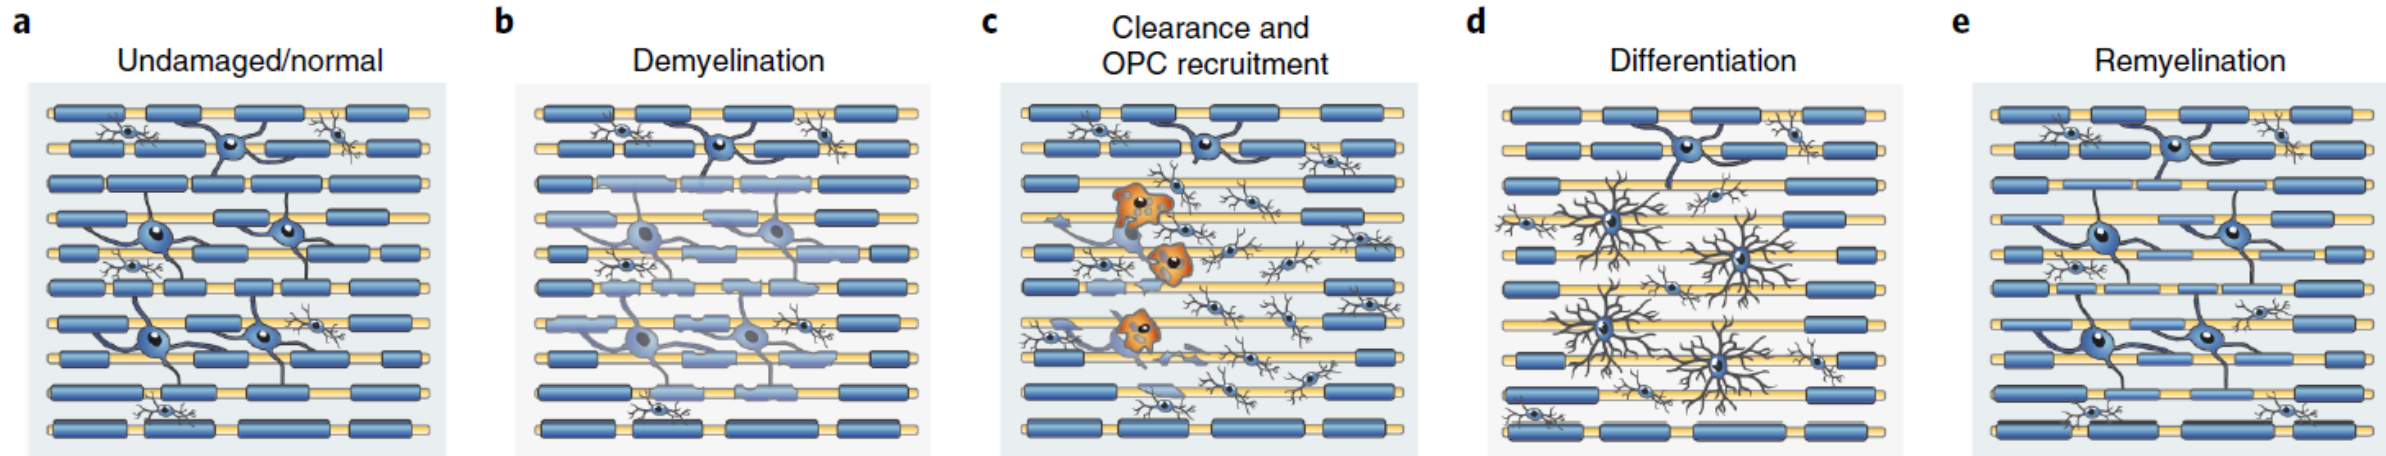 a
Undamaged/normal
b
Demyelination
c
Clearance and
OPC recruitment
d
Differentiation
e
Remyelination